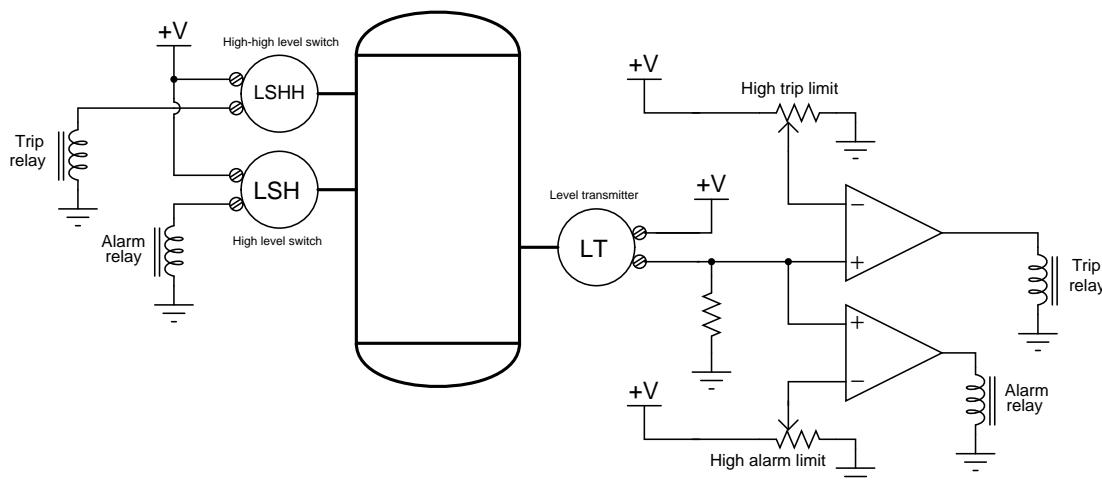 +V
High-high level switch
LSHH
Trip
relay
LSH
High level switch
Alarm
relay
Level transmitter
LT
+V
+V
High trip limit
−
+
Trip
relay
+
−
Alarm
relay
+V
High alarm limit